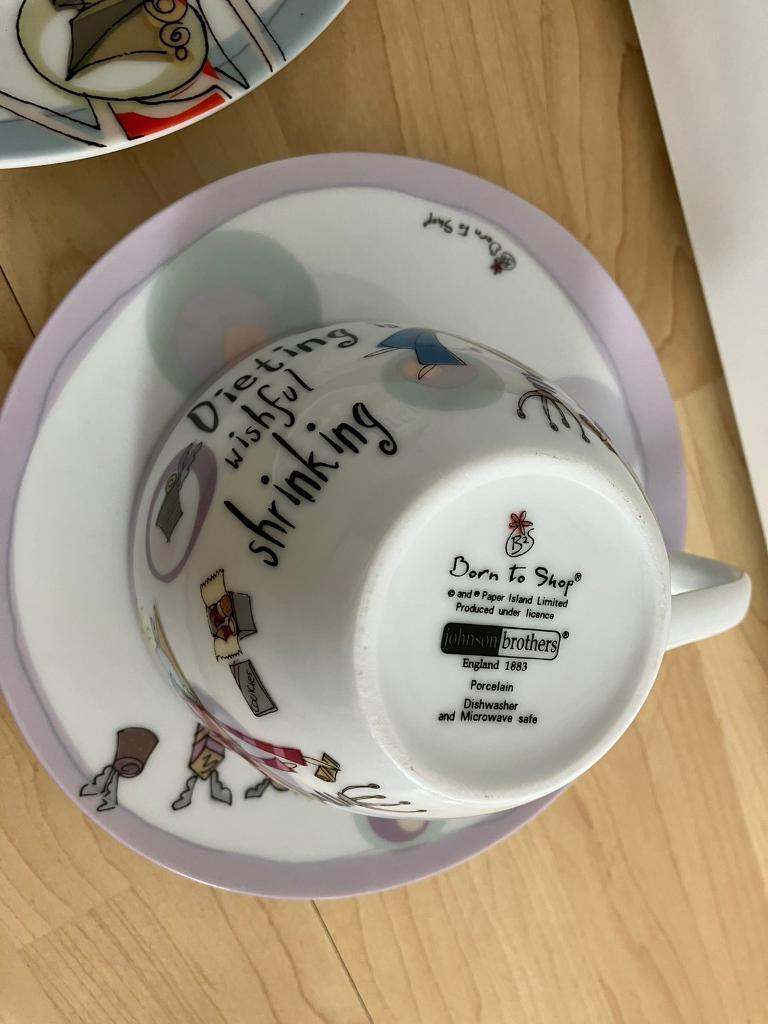 Born to Shop
Dieting
wishful
shrinking
B2S
Born to Shop®
© and ® Paper Island Limited
Produced under licence
johnson brothers®
England 1883
Porcelain
Dishwasher
and Microwave safe